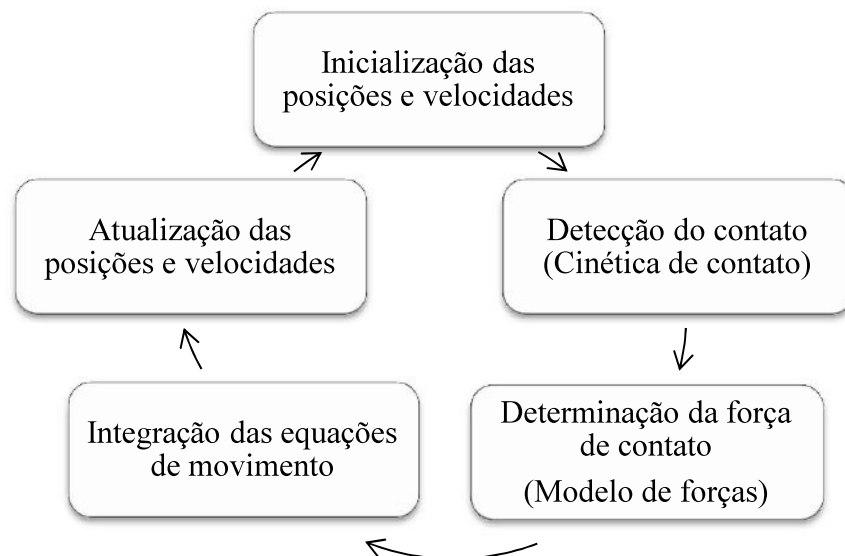 Inicialização das
posições e velocidades
Detecção do contato
(Cinética de contato)
Determinação da força
de contato
(Modelo de forças)
Integração das equações
de movimento
Atualização das
posições e velocidades